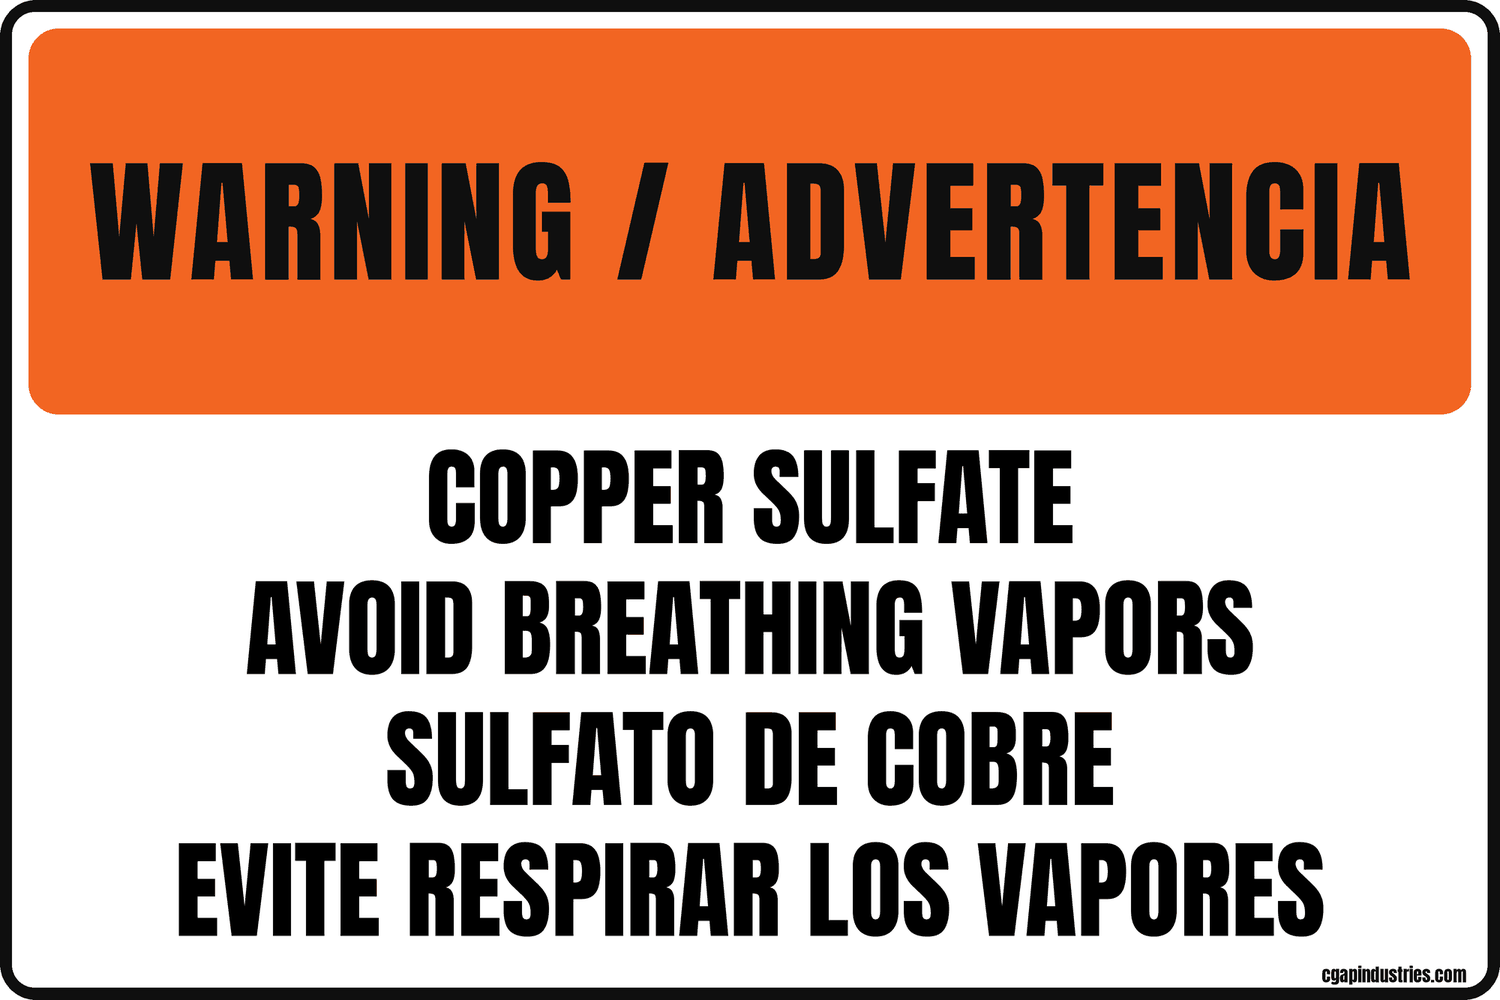 WARNING / ADVERTENCIA
COPPER SULFATE
AVOID BREATHING VAPORS
SULFATO DE COBRE
EVITE RESPIRAR LOS VAPORES
cgapindustries.com